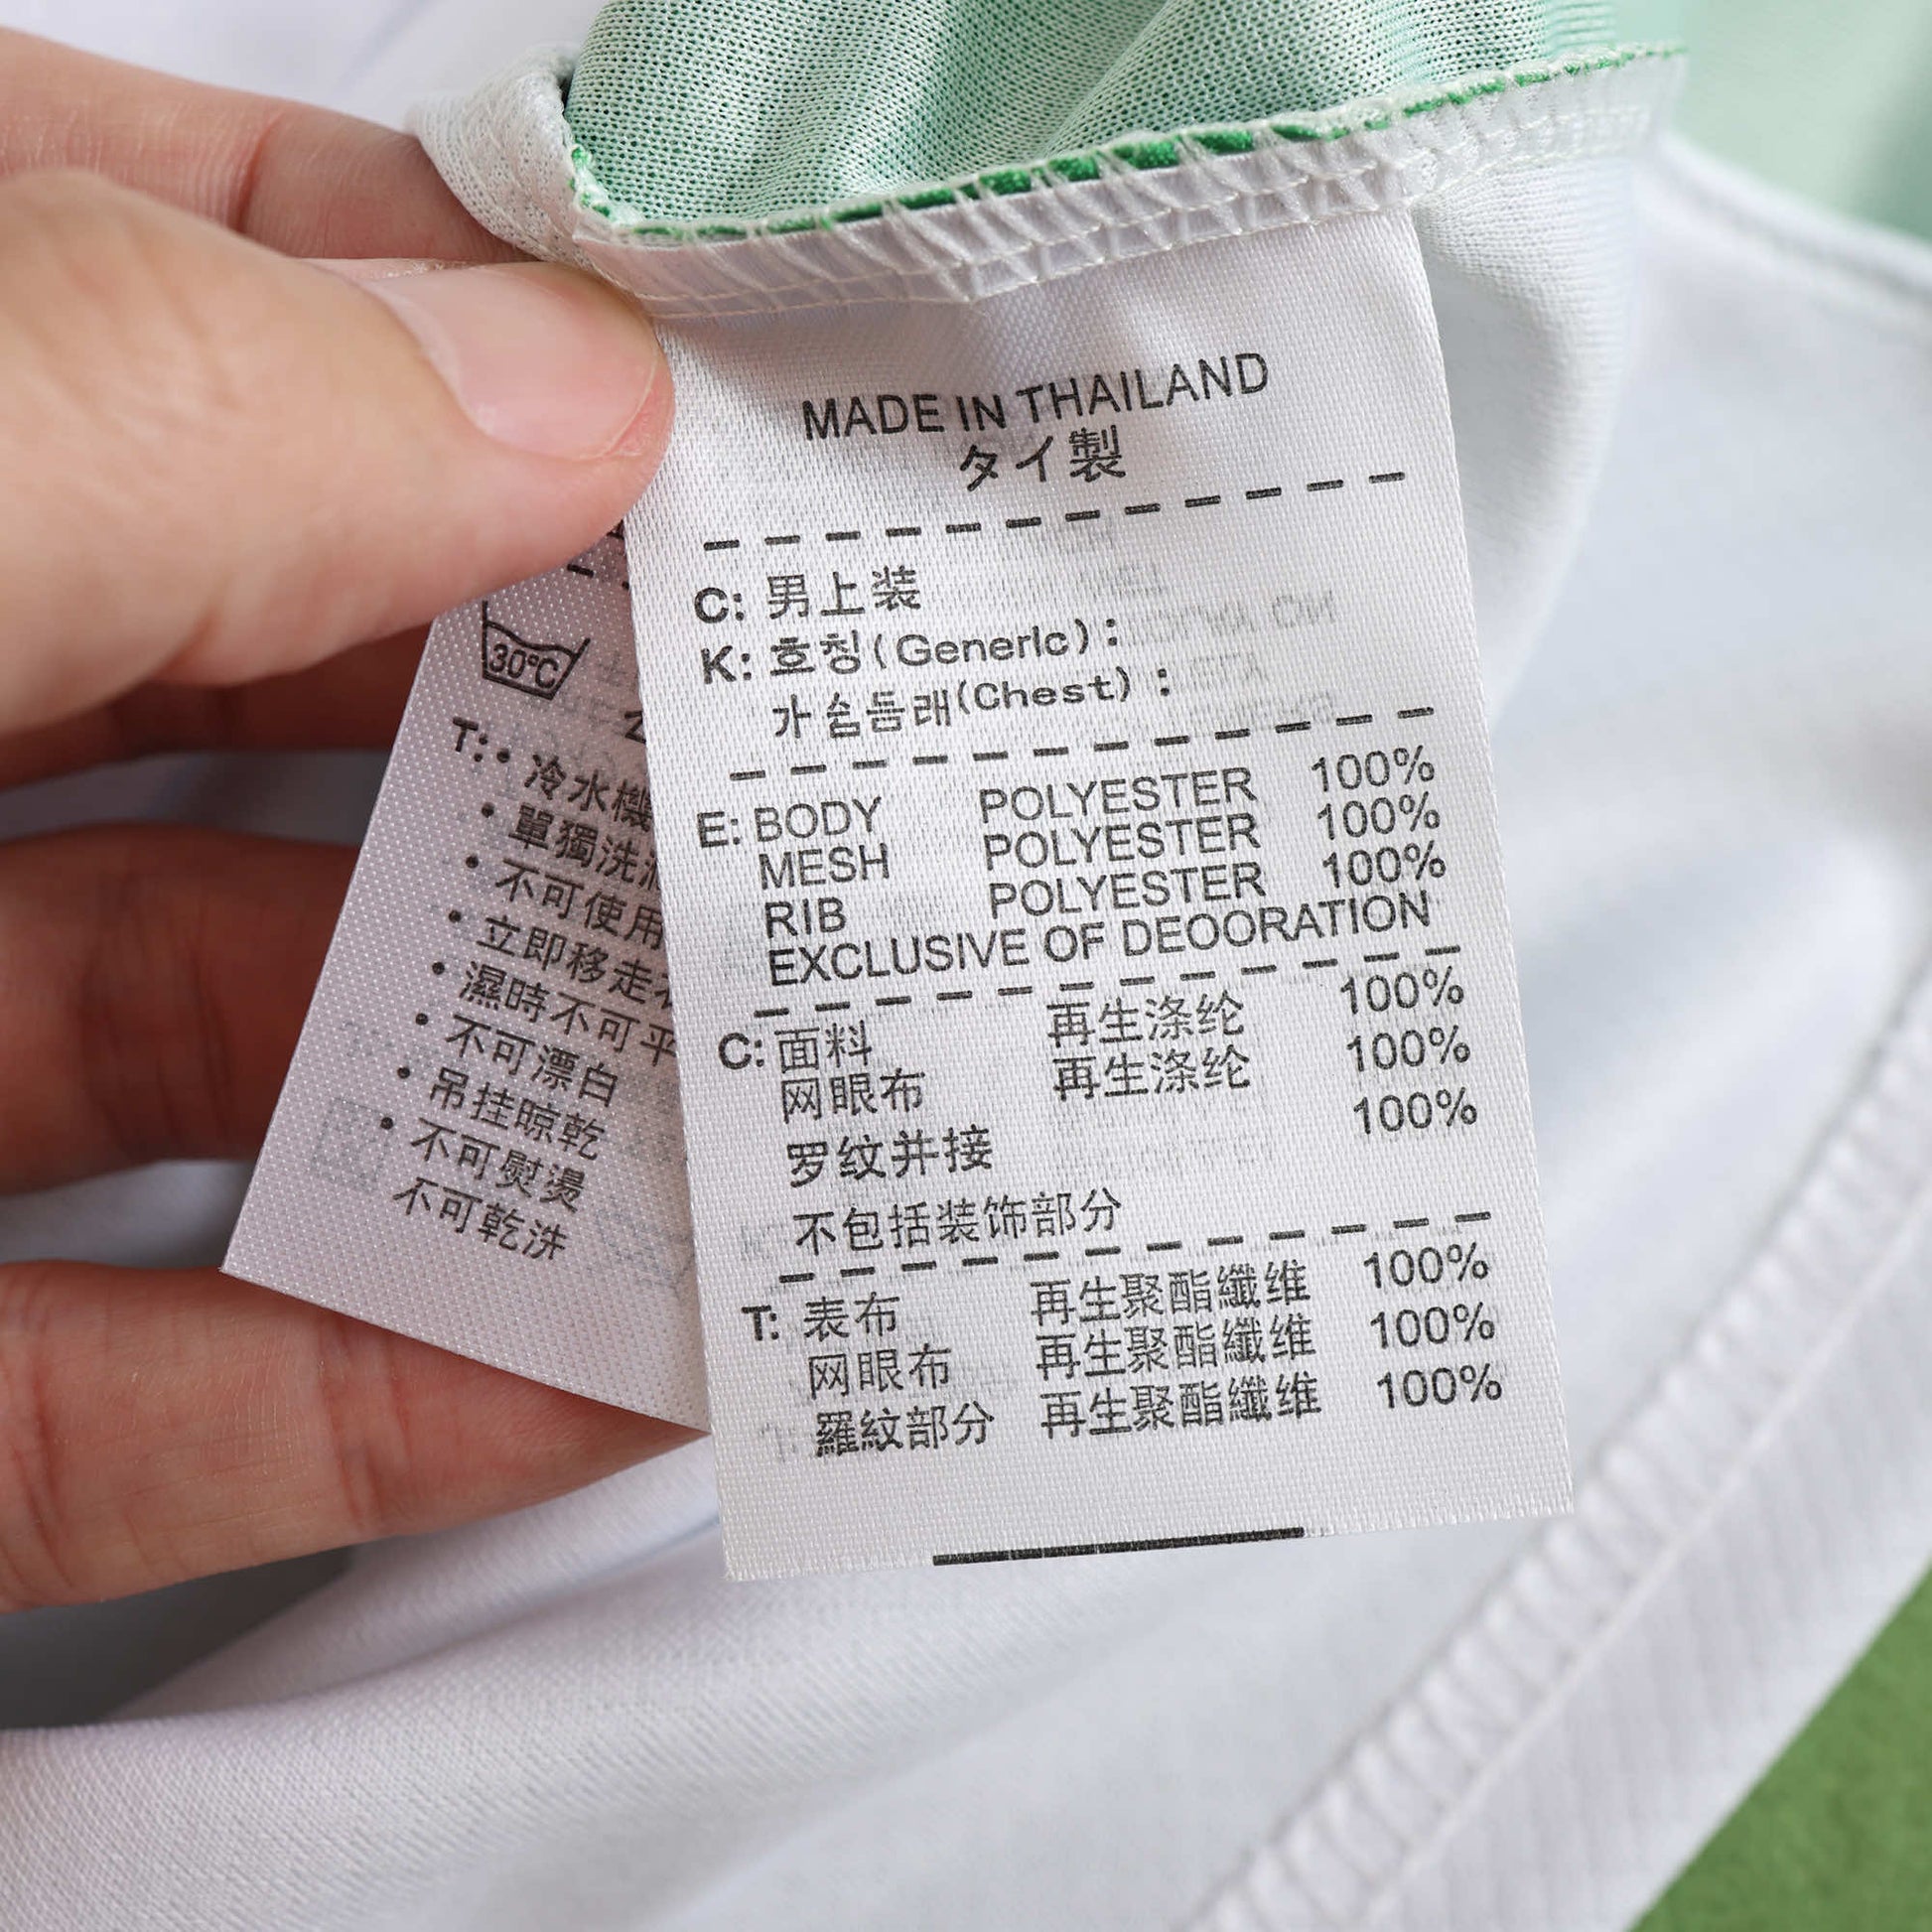 MADE IN THAILAND
タイ製
C: 男上装
K: 호칭(Generlc):
(Chest) :
E: BODY POLYESTER 100%
MESH POLYESTER 100%
RIB POLYESTER 100%
EXCLUSIVE OF DEOORATION
C: 面料 再生涤纶 100%
网眼布 再生涤纶 100%
罗纹并接 100%
不包括装饰部分
T: 表布 再生聚酯纖维 100%
网眼布 再生聚酯纖维 100%
羅紋部分 再生聚酯纖维 100%
30°C
T: • 冷水機
• 單獨洗
• 不可使用
• 立即移走
• 濕時不可平
• 不可漂白
• 吊挂晾乾
• 不可熨燙
不可乾洗